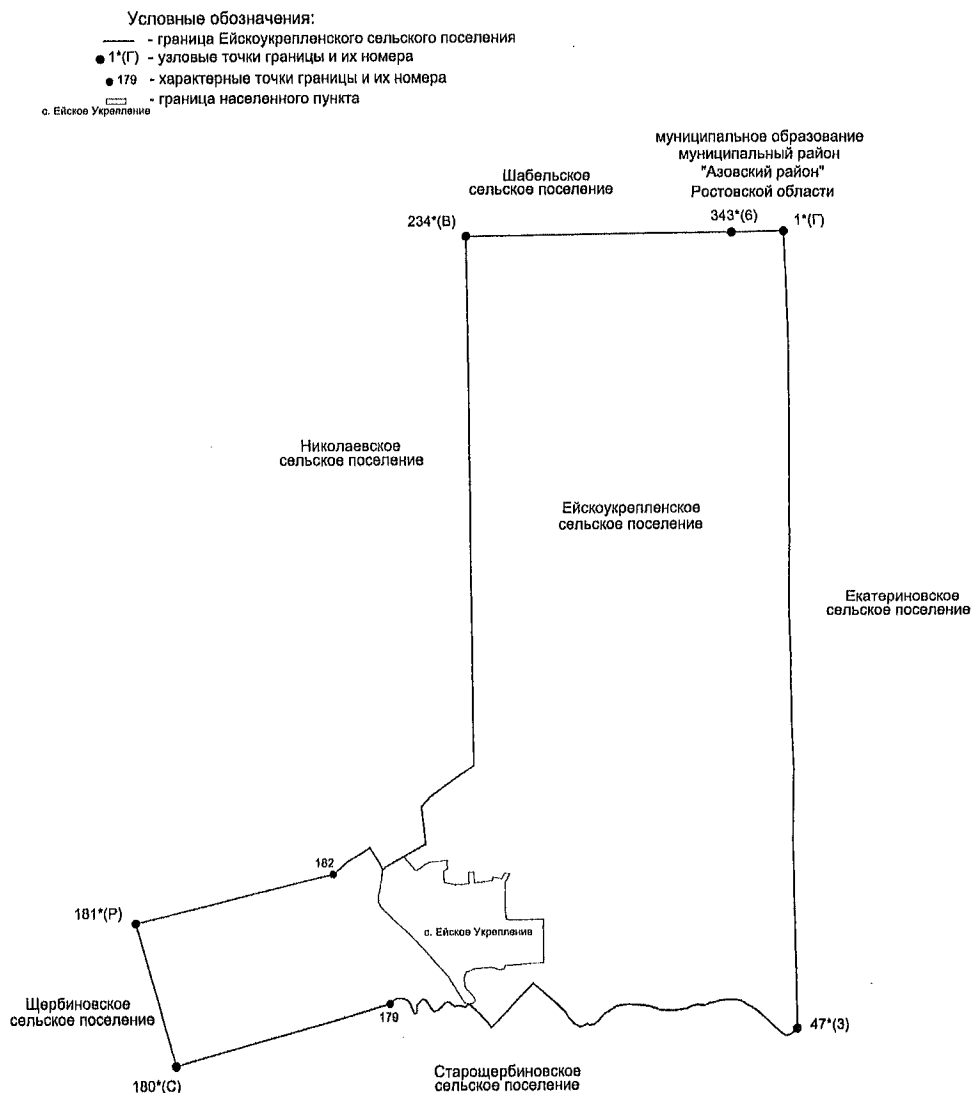 Условные обозначения:
- граница Ейскоукрепленского сельского поселения
1*(Г) - узловые точки границы и их номера
179 - характерные точки границы и их номера
- граница населенного пункта
с. Ейское Укрепление
муниципальное образование
муниципальный район
"Азовский район"
Ростовской области
Шабельское
сельское поселение
234*(В)
343*(6)
1*(Г)
Николаевское
сельское поселение
Ейскоукрепленское
сельское поселение
Екатериновское
сельское поселение
182
181*(Р)
с. Ейское Укрепление
Щербиновское
сельское поселение
179
47*(З)
Старощербиновское
сельское поселение
180*(С)